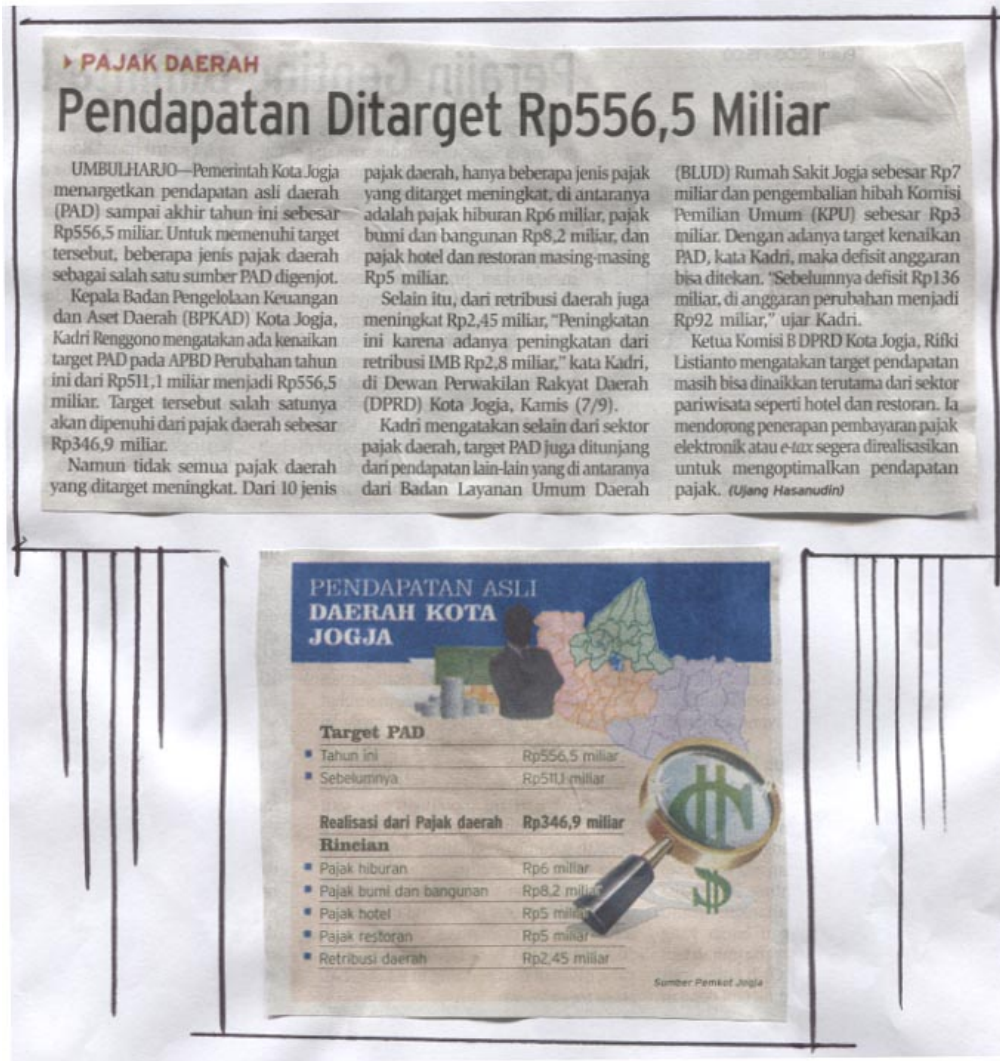 PAJAK DAERAH
Pendapatan Ditarget Rp556,5 Miliar
UMBULHARJO—Pemerintah Kota Jogja
menargetkan pendapatan asli daerah
(PAD) sampai akhir tahun ini sebesar
Rp556,5 miliar. Untuk memenuhi target
tersebut, beberapa jenis pajak daerah
sebagai salah satu sumber PAD digenjot.
Kepala Badan Pengelolaan Keuangan
dan Aset Daerah (BPKAD) Kota Jogja,
Kadri Renggono mengatakan ada kenaikan
target PAD pada APBD Perubahan tahun
ini dari Rp511,1 miliar menjadi Rp556,5
miliar. Target tersebut salah satunya
akan dipenuhi dari pajak daerah sebesar
Rp346,9 miliar.
Namun tidak semua pajak daerah
yang ditarget meningkat. Dari 10 jenis
pajak daerah, hanya beberapa jenis pajak
yang ditarget meningkat, di antaranya
adalah pajak hiburan Rp6 miliar, pajak
bumi dan bangunan Rp8,2 miliar, dan
pajak hotel dan restoran masing-masing
Rp5 miliar.
Selain itu, dari retribusi daerah juga
meningkat Rp2,45 miliar, "Peningkatan
ini karena adanya peningkatan dari
retribusi IMB Rp2,8 miliar," kata Kadri,
di Dewan Perwakilan Rakyat Daerah
(DPRD) Kota Jogja, Kamis (7/9).
Kadri mengatakan selain dari sektor
pajak daerah, target PAD juga ditunjang
dari pendapatan lain-lain yang di antaranya
dari Badan Layanan Umum Daerah
(BLUD) Rumah Sakit Jogja sebesar Rp7
miliar dan pengembalian hibah Komisi
Pemilian Umum (KPU) sebesar Rp3
miliar. Dengan adanya target kenaikan
PAD, kata Kadri, maka defisit anggaran
bisa ditekan. "Sebelumnya defisit Rp136
miliar, di anggaran perubahan menjadi
Rp92 miliar," ujar Kadri.
Ketua Komisi B DPRD Kota Jogja, Rifki
Listianto mengatakan target pendapatan
masih bisa dinaikkan terutama dari sektor
pariwisata seperti hotel dan restoran. Ia
mendorong penerapan pembayaran pajak
elektronik atau e-tax segera direalisasikan
untuk mengoptimalkan pendapatan
pajak. (Ujang Hasanudin)
PENDAPATAN ASLI
DAERAH KOTA
JOGJA
Target PAD
Tahun ini Rp556,5 miliar
Sebelumnya Rp511,1 miliar
Realisasi dari Pajak daerah Rp346,9 miliar
Rincian
Pajak hiburan Rp6 miliar
Pajak bumi dan bangunan Rp8,2 miliar
Pajak hotel Rp5 miliar
Pajak restoran Rp5 miliar
Retribusi daerah Rp2,45 miliar
Sumber Pemkot Jogja